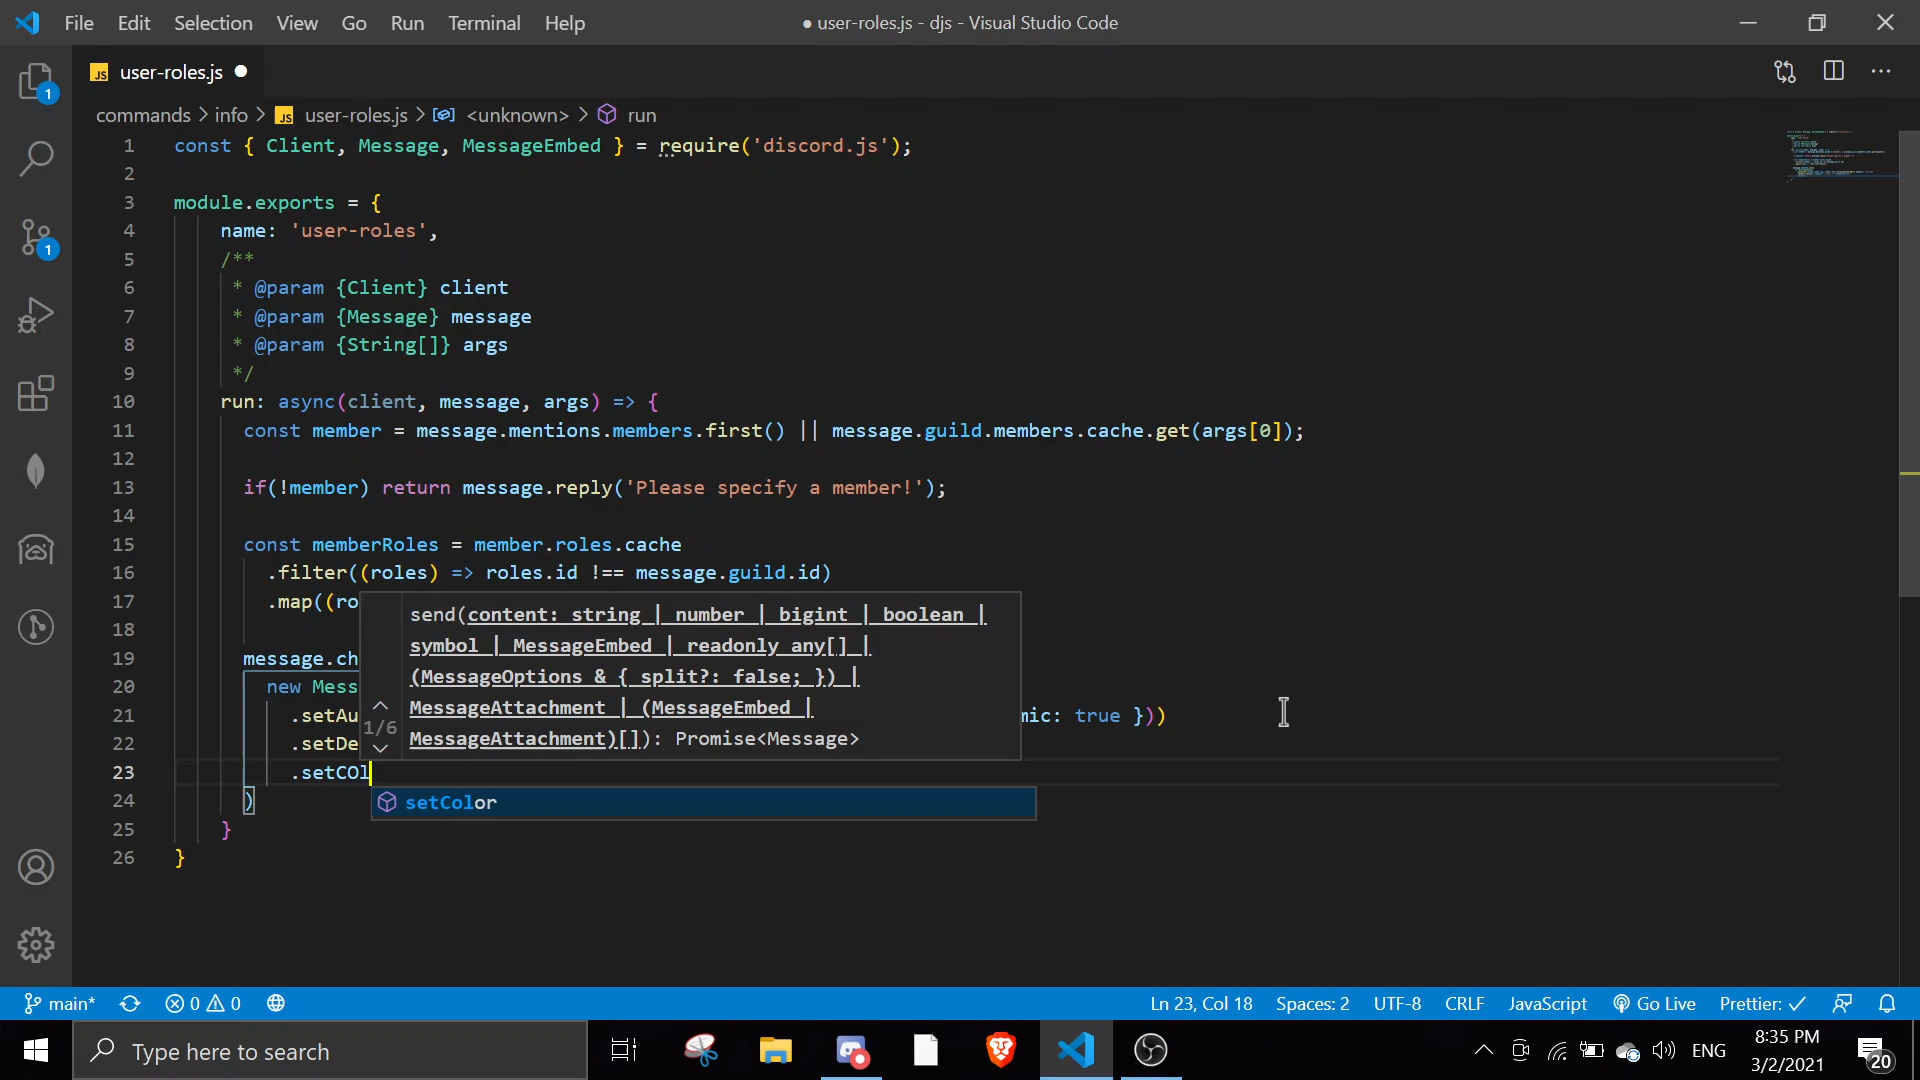 File Edit Selection View Go Run Terminal Help
● user-roles.js - djs - Visual Studio Code
JS user-roles.js ●
commands > info > JS user-roles.js > <unknown> > run
1 const { Client, Message, MessageEmbed } = require('discord.js');
2
3 module.exports = {
4 name: 'user-roles',
5 /**
6 * @param {Client} client
7 * @param {Message} message
8 * @param {String[]} args
9 */
10 run: async(client, message, args) => {
11 const member = message.mentions.members.first() || message.guild.members.cache.get(args[0]);
12
13 if(!member) return message.reply('Please specify a member!');
14
15 const memberRoles = member.roles.cache
16 .filter((roles) => roles.id !== message.guild.id)
17 .map((ro
18
19 message.ch
20 new Mess
21 .setAu mic: true }))
22 .setDe
23 .setCOl
24 )
25 }
26 }
send(content: string | number | bigint | boolean |
symbol | MessageEmbed | readonly any[] |
(MessageOptions & { split?: false; }) |
MessageAttachment | (MessageEmbed |
MessageAttachment)[]): Promise<Message>
1/6
setColor
1
1
main* 0 0 Ln 23, Col 18 Spaces: 2 UTF-8 CRLF JavaScript Go Live Prettier: ✓
Type here to search
ENG
8:35 PM
3/2/2021
20